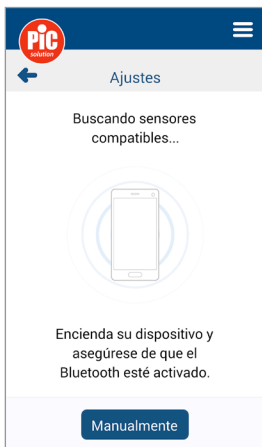 PiC
solution
Ajustes
Buscando sensores
compatibles...
Encienda su dispositivo y
asegúrese de que el
Bluetooth esté activado.
Manualmente